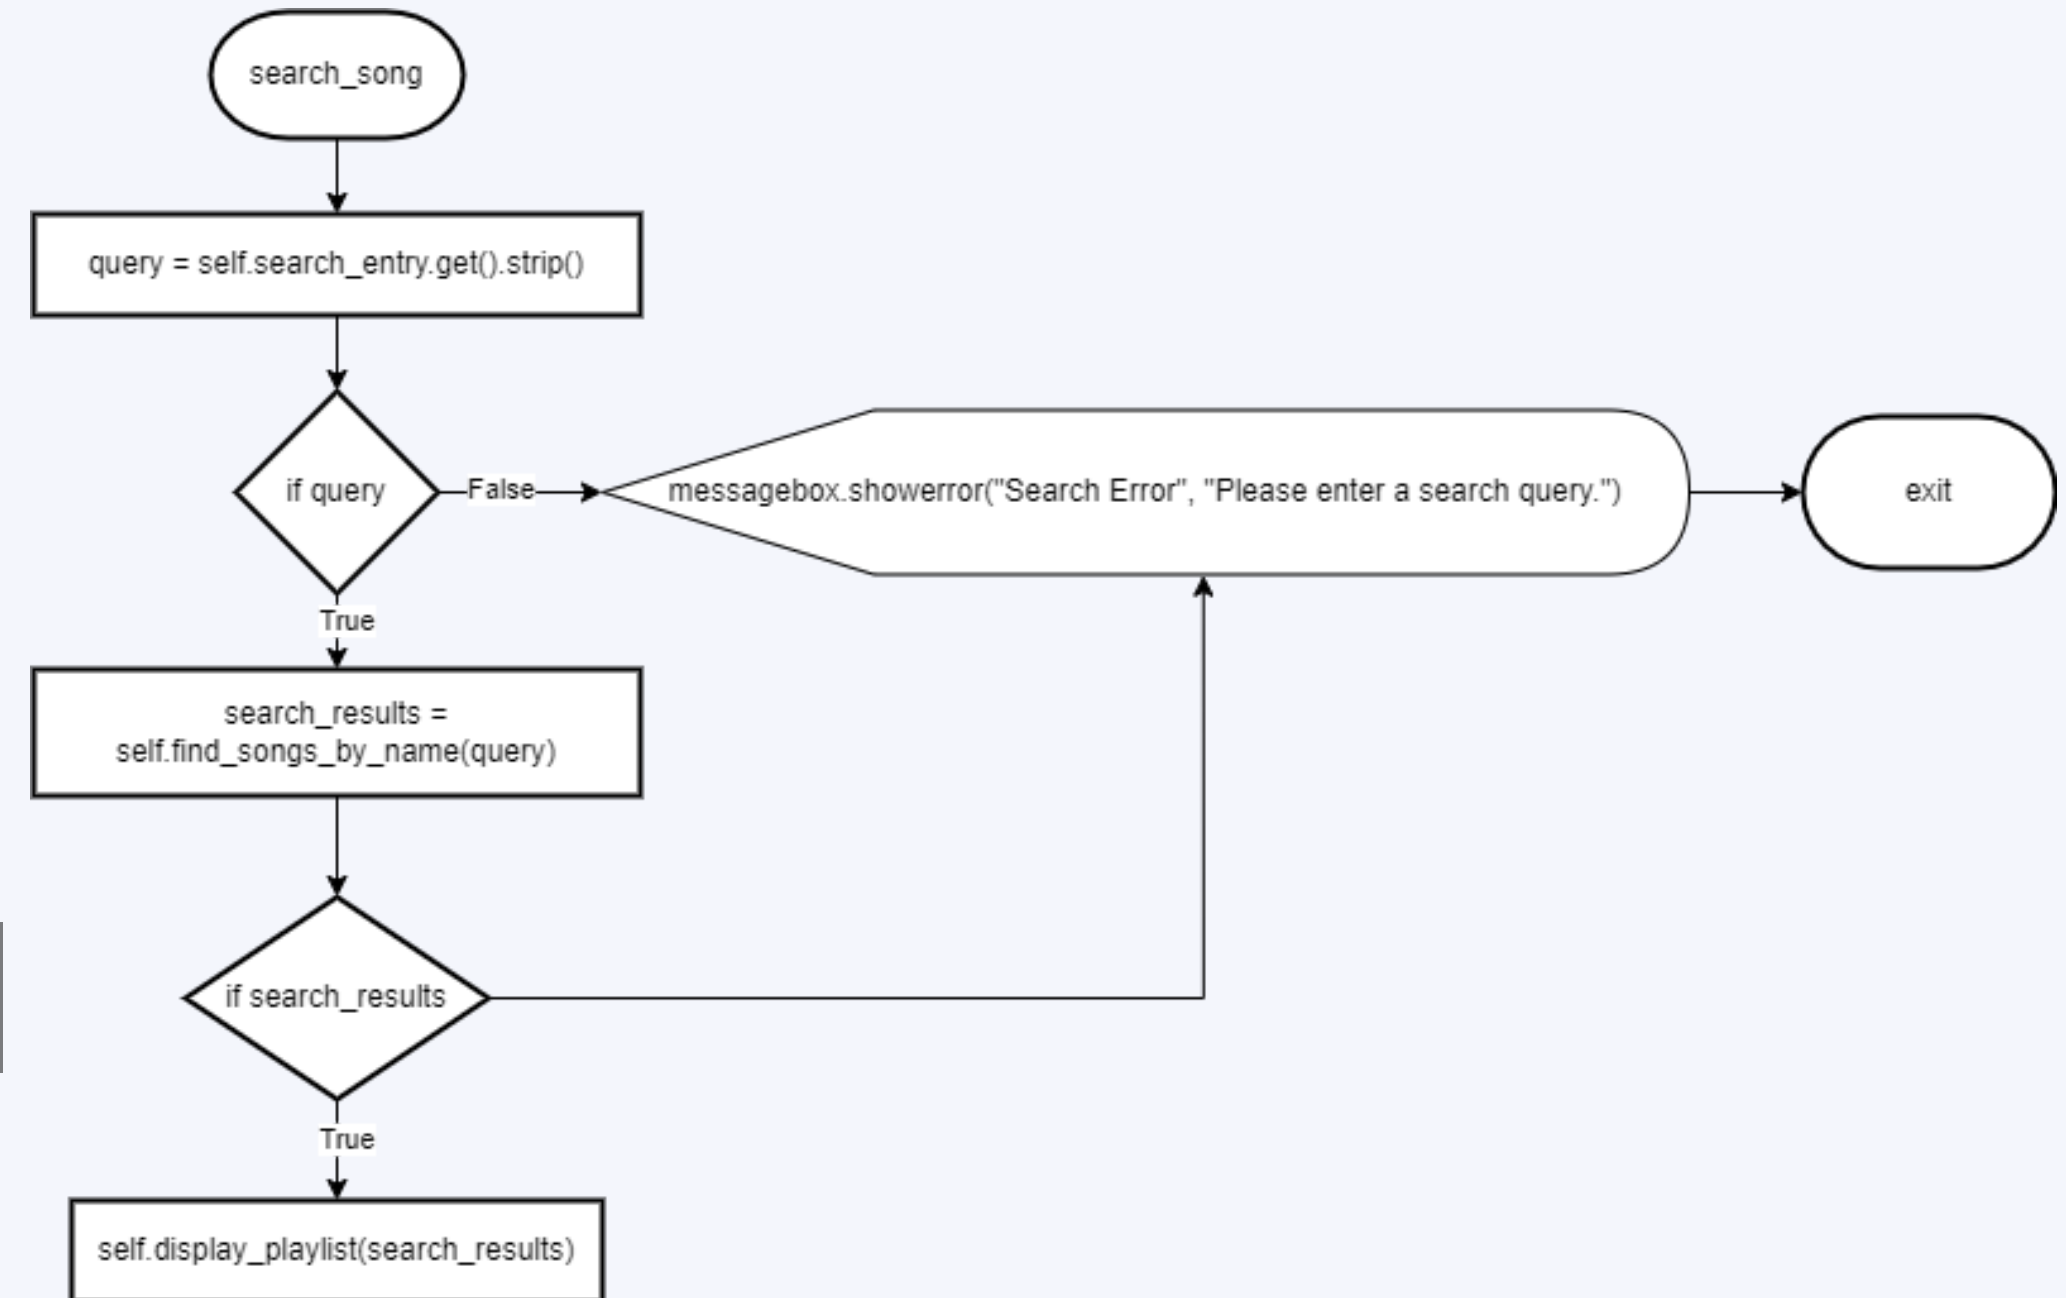 search_song
query = self.search_entry.get().strip()
if query
False
messagebox.showerror("Search Error", "Please enter a search query.")
exit
True
search_results =
self.find_songs_by_name(query)
if search_results
True
self.display_playlist(search_results)